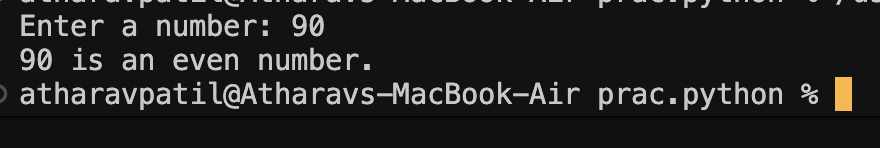 Enter a number: 90
90 is an even number.
atharavpatil@Atharavs-MacBook-Air prac.python %